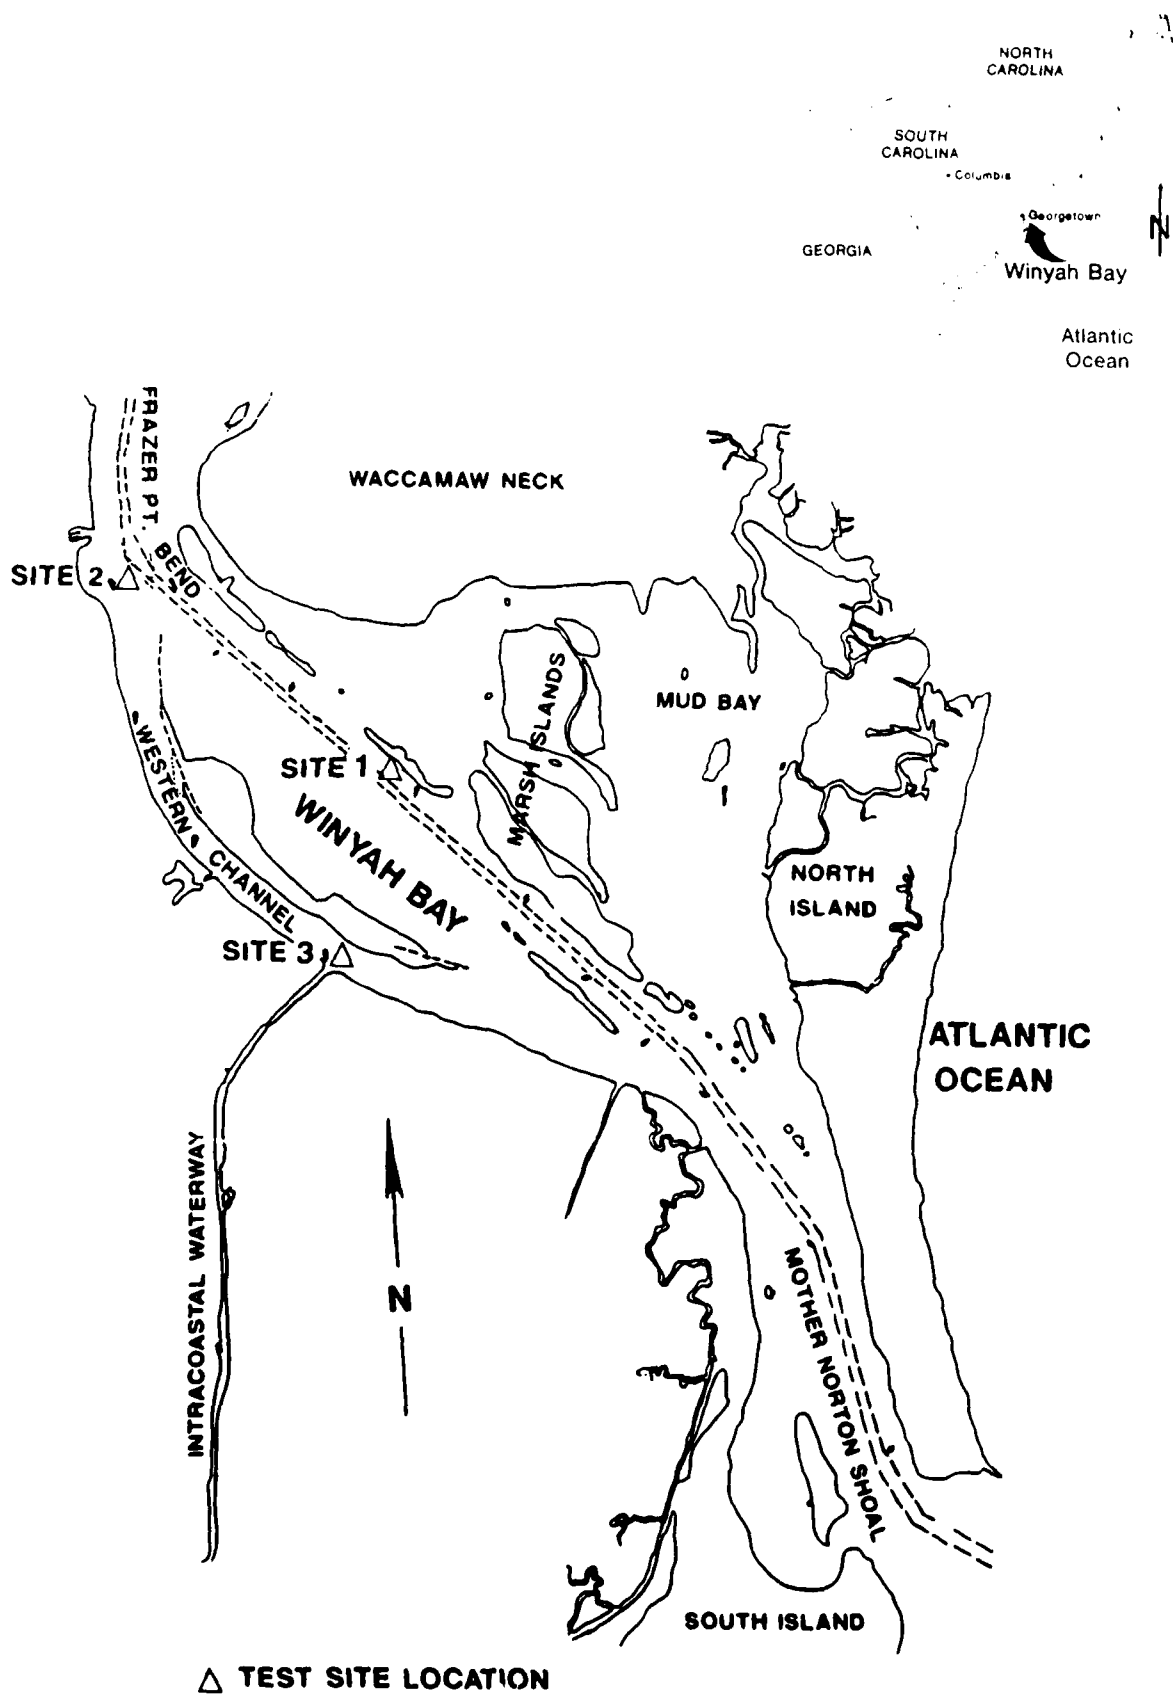 NORTH
CAROLINA
SOUTH
CAROLINA
Columbia
Georgetown
N
GEORGIA
Winyah Bay
Atlantic
Ocean
FRAZER PT.
BEND
WACCAMAW NECK
SITE 2
MARSH ISLANDS
MUD BAY
WESTERN
CHANNEL
SITE 1
WINYAH BAY
NORTH
ISLAND
SITE 3
ATLANTIC
OCEAN
INTRACOASTAL WATERWAY
N
MOTHER NORTON SHOAL
SOUTH ISLAND
TEST SITE LOCATION